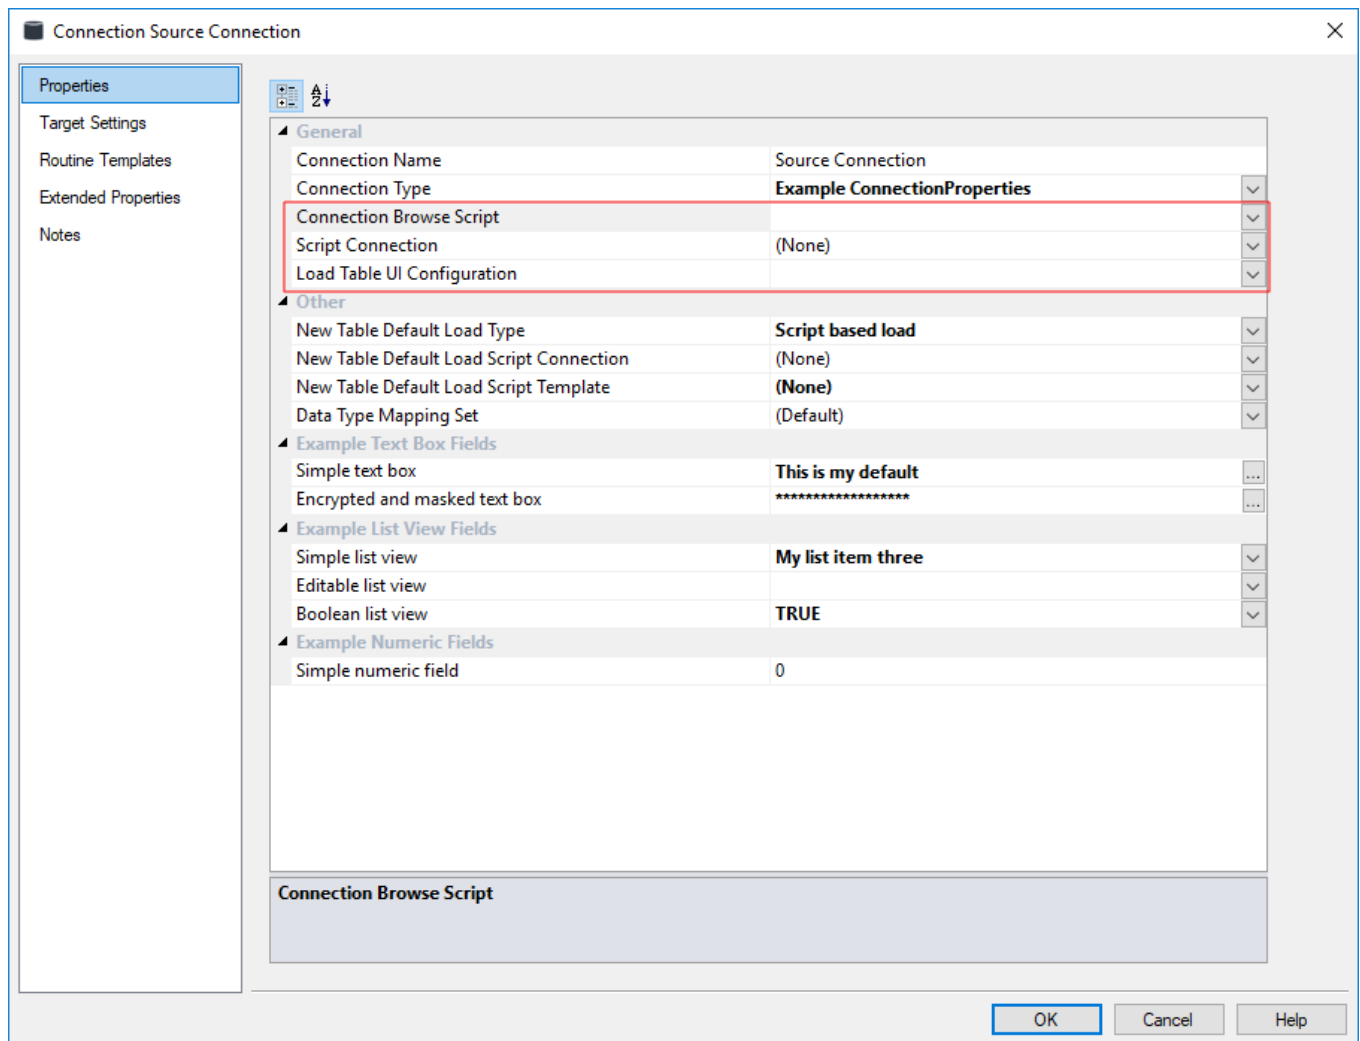 Connection Source Connection
Properties
Target Settings
Routine Templates
Extended Properties
Notes
General
Connection Name Source Connection
Connection Type Example ConnectionProperties
Connection Browse Script
Script Connection (None)
Load Table UI Configuration
Other
New Table Default Load Type Script based load
New Table Default Load Script Connection (None)
New Table Default Load Script Template (None)
Data Type Mapping Set (Default)
Example Text Box Fields
Simple text box This is my default ...
Encrypted and masked text box ****************** ...
Example List View Fields
Simple list view My list item three
Editable list view
Boolean list view TRUE
Example Numeric Fields
Simple numeric field 0
Connection Browse Script
OK Cancel Help